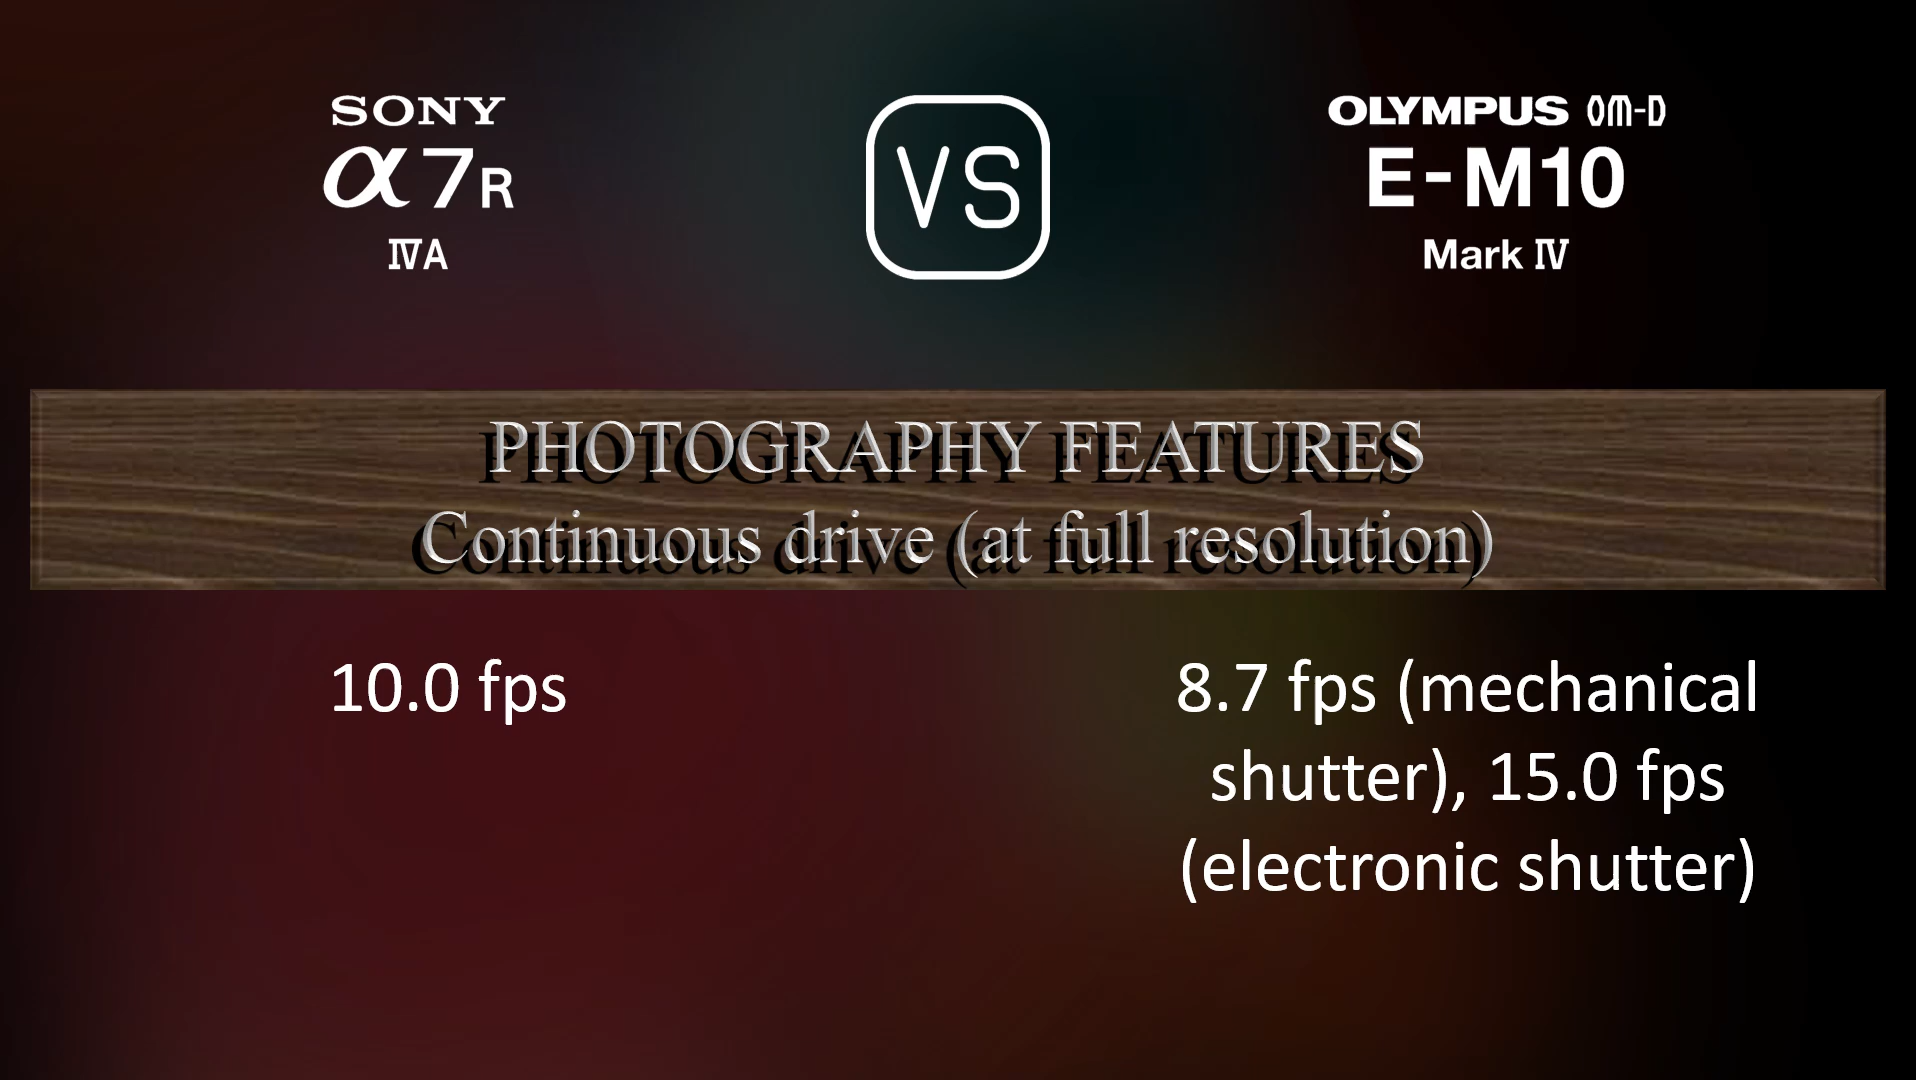 SONY
α7R
ⅣA
VS
OLYMPUS OM-D
E-M10
Mark Ⅳ
PHOTOGRAPHY FEATURES
Continuous drive (at full resolution)
10.0 fps
8.7 fps (mechanical
shutter), 15.0 fps
(electronic shutter)